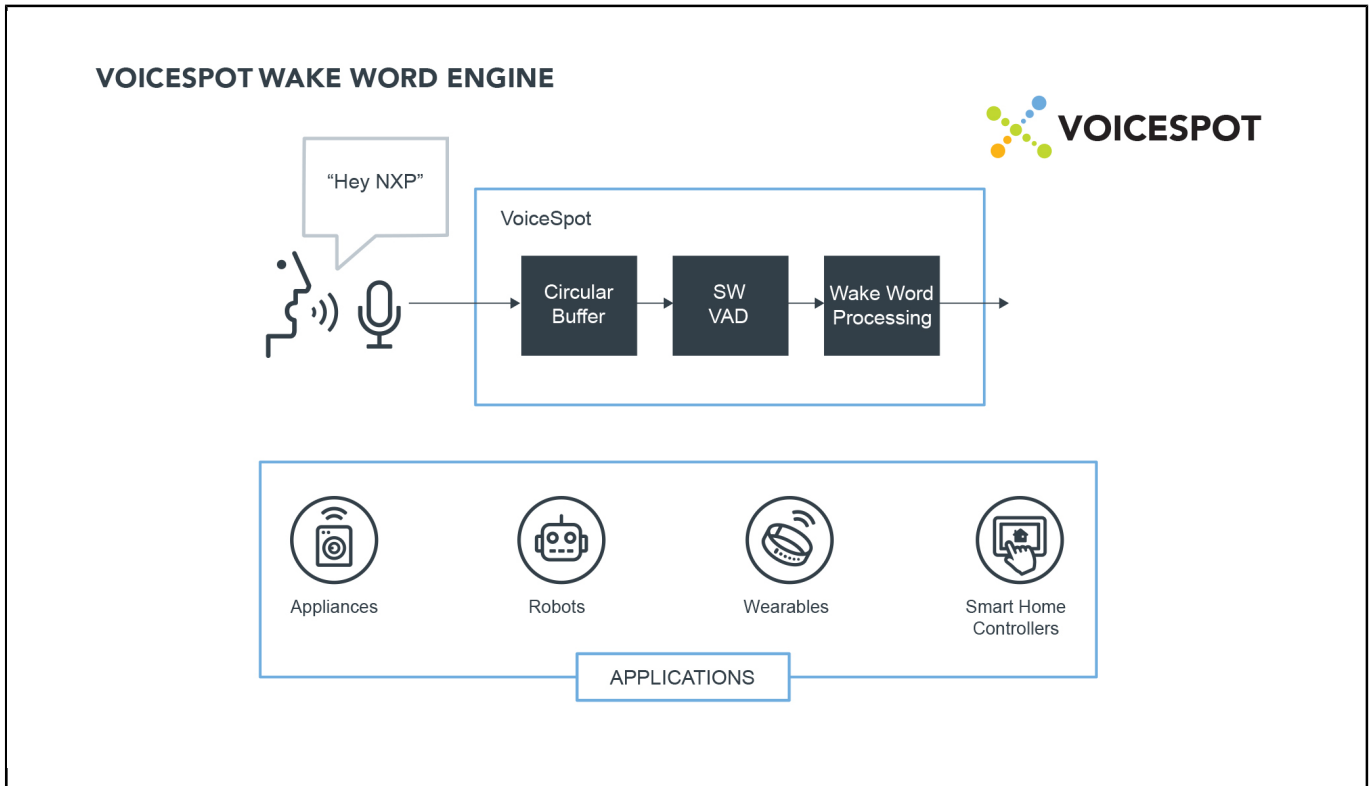 VOICESPOT WAKE WORD ENGINE
VOICESPOT
“Hey NXP”
VoiceSpot
Circular
Buffer
SW
VAD
Wake Word
Processing
Appliances
Robots
Wearables
Smart Home
Controllers
APPLICATIONS